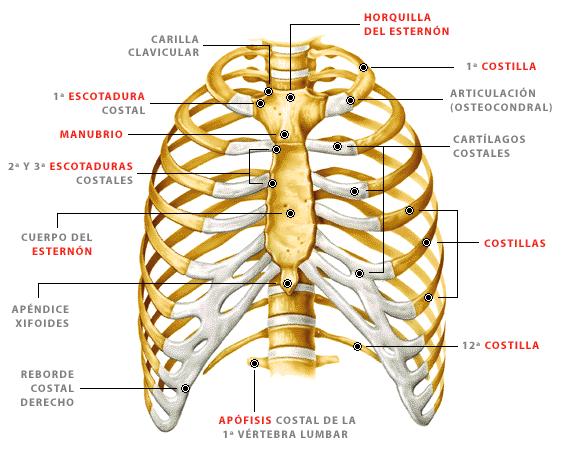 HORQUILLA
DEL ESTERNÓN
CARILLA
CLAVICULAR
1ª COSTILLA
1ª ESCOTADURA
COSTAL
ARTICULACIÓN
(OSTEOCONDRAL)
MANUBRIO
CARTÍLAGOS
COSTALES
2ª Y 3ª ESCOTADURAS
COSTALES
CUERPO DEL
ESTERNÓN
COSTILLAS
APÉNDICE
XIFOIDES
12ª COSTILLA
REBORDE
COSTAL
DERECHO
APÓFISIS COSTAL DE LA
1ª VÉRTEBRA LUMBAR